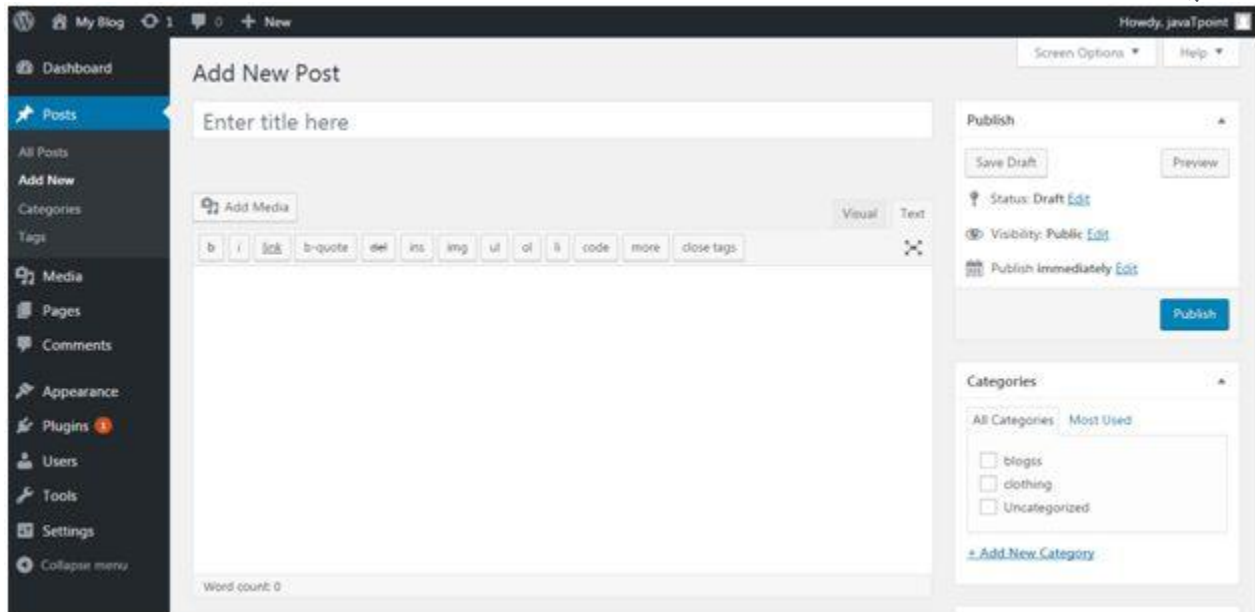 My Blog 1 0 + New Howdy, javaTpoint
Screen Options Help
Dashboard
Posts
All Posts
Add New
Categories
Tags
Media
Pages
Comments
Appearance
Plugins 1
Users
Tools
Settings
Collapse menu
Add New Post
Enter title here
Add Media
Visual Text
b i link b-quote del ins img ul ol li code more close tags
Word count: 0
Publish
Save Draft Preview
Status: Draft Edit
Visibility: Public Edit
Publish immediately Edit
Publish
Categories
All Categories Most Used
blogss
clothing
Uncategorized
+ Add New Category